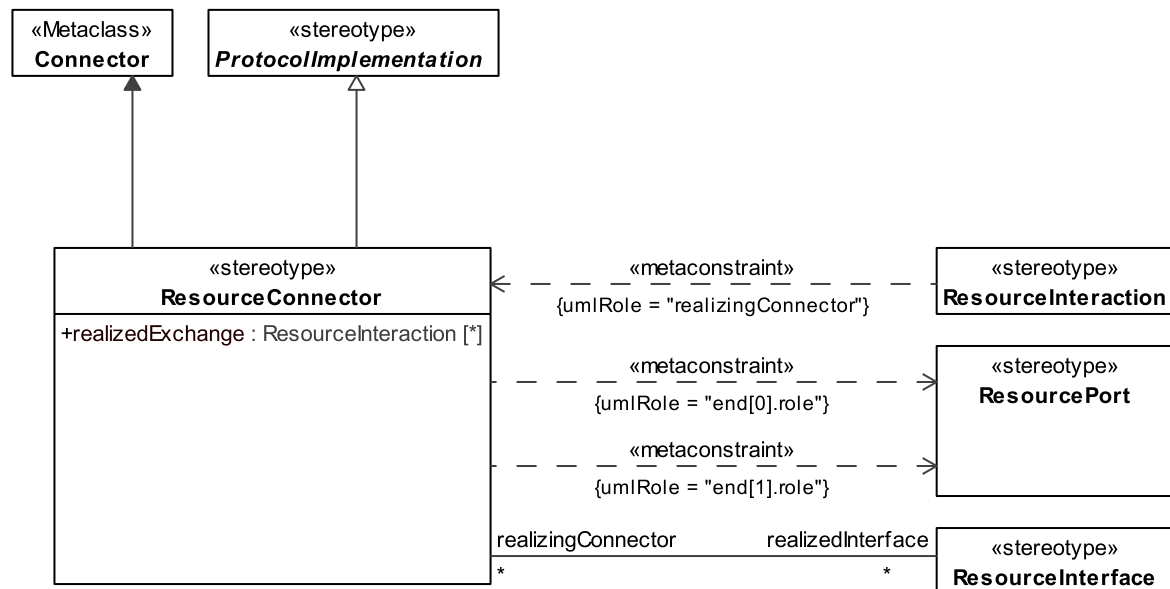 «Metaclass»
Connector
«stereotype»
ProtocolImplementation
«stereotype»
ResourceConnector
+realizedExchange : ResourceInteraction [*]
«metaconstraint»
{umlRole = "realizingConnector"}
«stereotype»
ResourceInteraction
«metaconstraint»
{umlRole = "end[0].role"}
«stereotype»
ResourcePort
«metaconstraint»
{umlRole = "end[1].role"}
realizingConnector
realizedInterface
*
*
«stereotype»
ResourceInterface